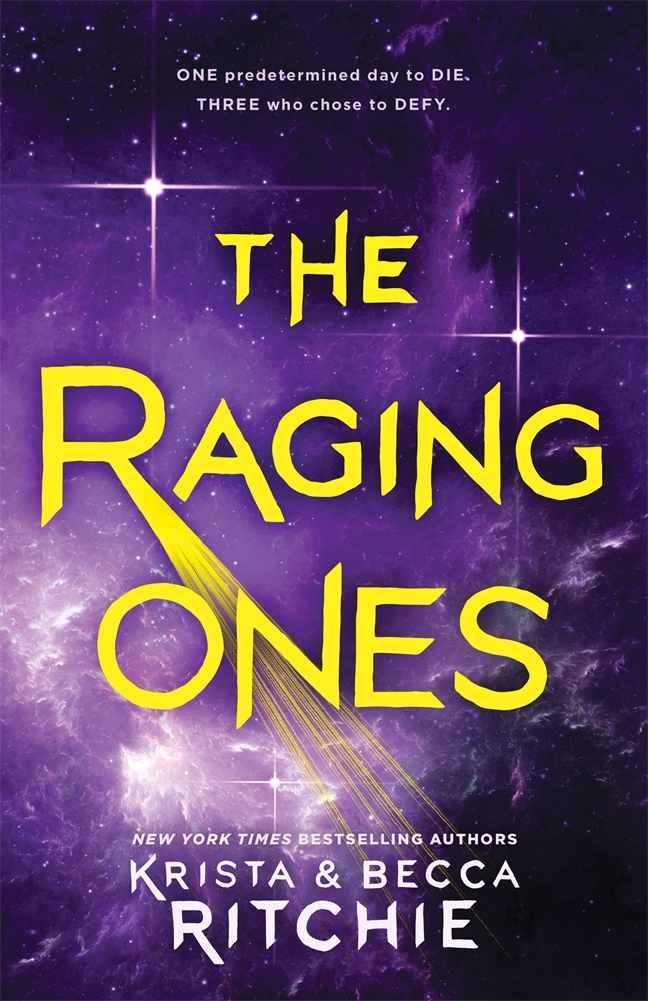 ONE predetermined day to DIE.
THREE who chose to DEFY.
THE
RAGING
ONES
NEW YORK TIMES BESTSELLING AUTHORS
KRISTA & BECCA
RITCHIE